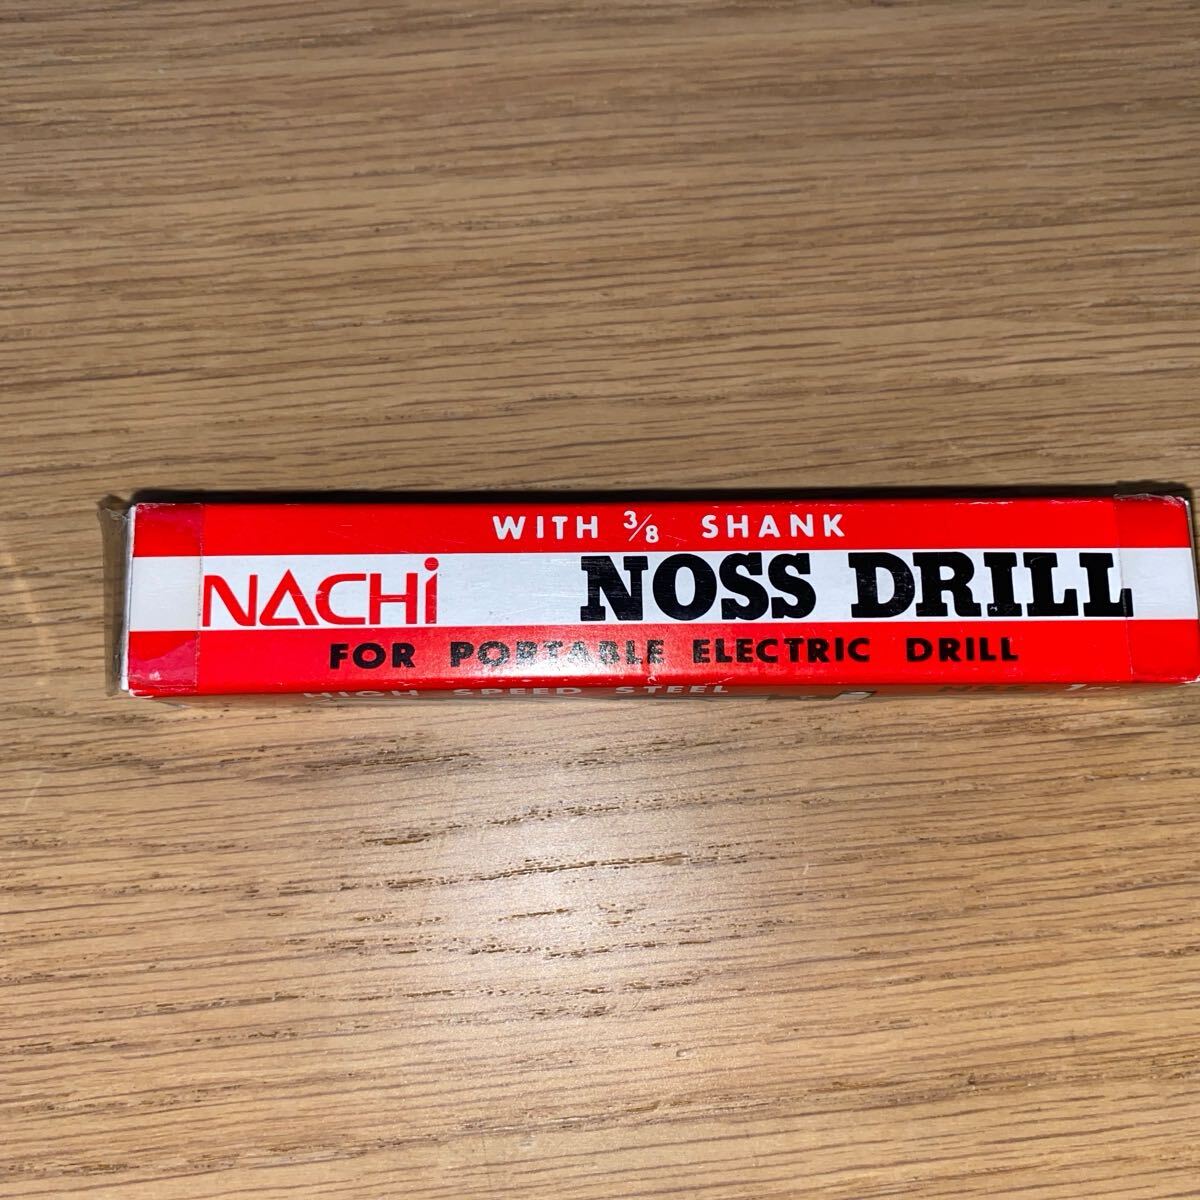 WITH 3/8 SHANK
NACHi NOSS DRILL
FOR PORTABLE ELECTRIC DRILL
HIGH SPEED STEEL